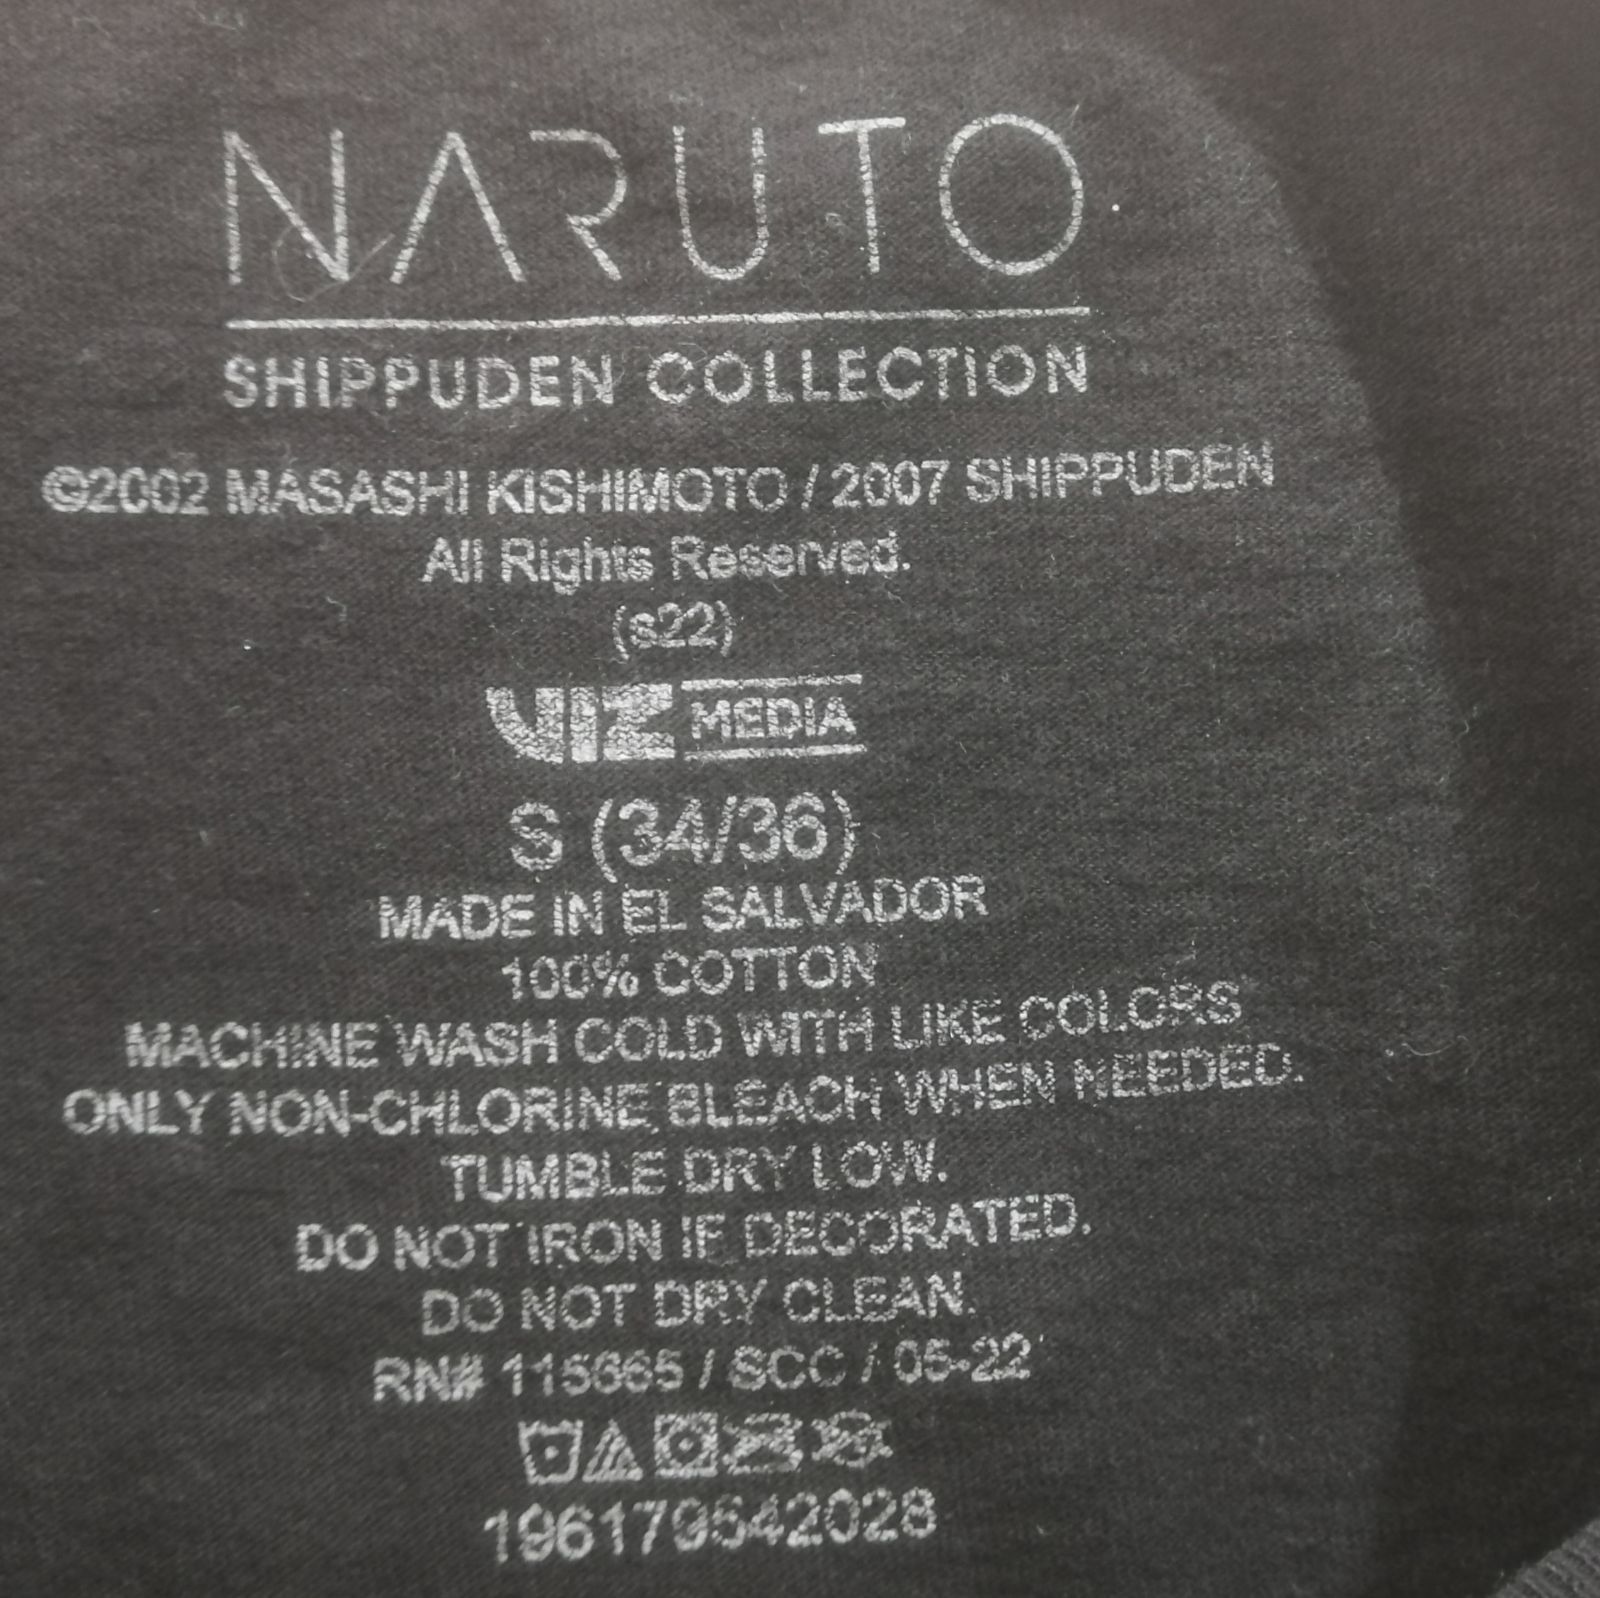 NARUTO
SHIPPUDEN COLLECTION
©2002 MASASHI KISHIMOTO / 2007 SHIPPUDEN
All Rights Reserved.
(s22)
VIZ MEDIA
S (34/36)
MADE IN EL SALVADOR
100% COTTON
MACHINE WASH COLD WITH LIKE COLORS
ONLY NON-CHLORINE BLEACH WHEN NEEDED.
TUMBLE DRY LOW.
DO NOT IRON IF DECORATED.
DO NOT DRY CLEAN.
RN# 115665 / SCC / 05-22
196179542028